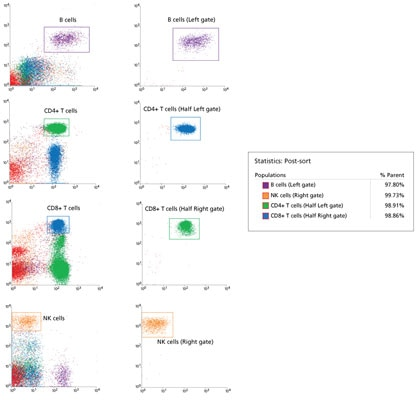 B cells
B cells (Left gate)
CD4+ T cells
CD4+ T cells (Half Left gate)
Statistics: Post-sort
Populations % Parent
B cells (Left gate) 97.80%
NK cells (Right gate) 99.73%
CD4+ T cells (Half Left gate) 98.91%
CD8+ T cells (Half Right gate) 98.86%
CD8+ T cells
CD8+ T cells (Half Right gate)
NK cells
NK cells (Right gate)